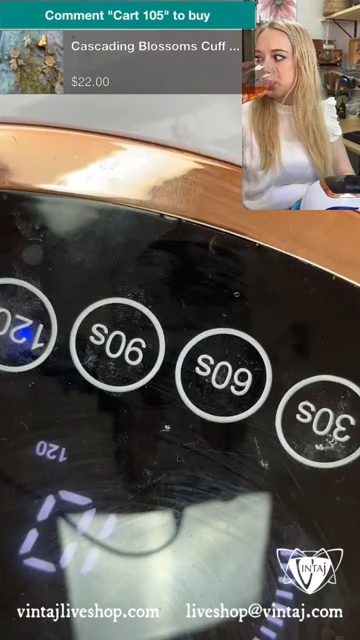 Comment "Cart 105" to buy
Cascading Blossoms Cuff ...
$22.00
120
90s
60s
30s
120
VINTAJ
vintajliveshop.com
liveshop@vintaj.com